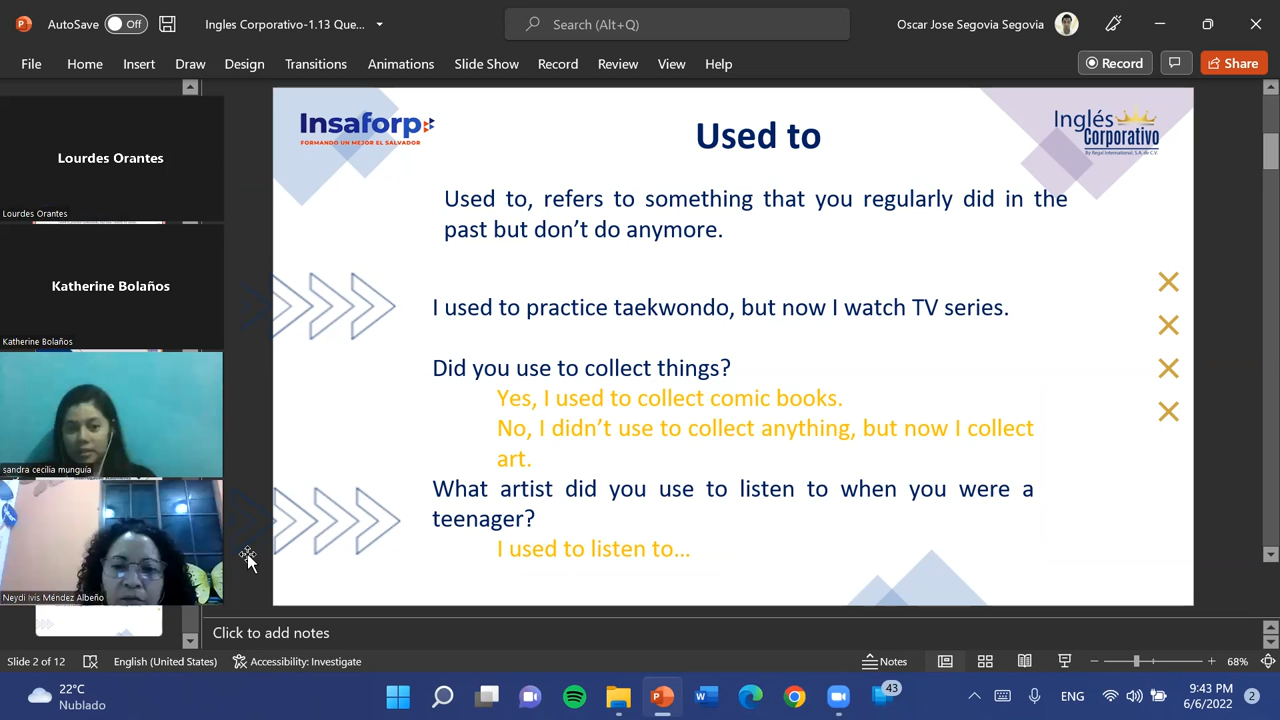 AutoSave Off
Ingles Corporativo-1.13 Que...
Search (Alt+Q)
Oscar Jose Segovia Segovia
File Home Insert Draw Design Transitions Animations Slide Show Record Review View Help
Record
Share
Lourdes Orantes
Lourdes Orantes
Katherine Bolaños
Katherine Bolaños
sandra cecilia munguía
Neydi Ivis Méndez Albeño
Insaforp
FORMANDO UN MEJOR EL SALVADOR
Used to
Inglés
Corporativo
By Regal International, S.A. de C.V.
Used to, refers to something that you regularly did in the
past but don't do anymore.
I used to practice taekwondo, but now I watch TV series.
Did you use to collect things?
Yes, I used to collect comic books.
No, I didn't use to collect anything, but now I collect
art.
What artist did you use to listen to when you were a
teenager?
I used to listen to...
Click to add notes
Slide 2 of 12
English (United States)
Accessibility: Investigate
Notes
68%
22°C
Nublado
43
ENG
9:43 PM
6/6/2022
2